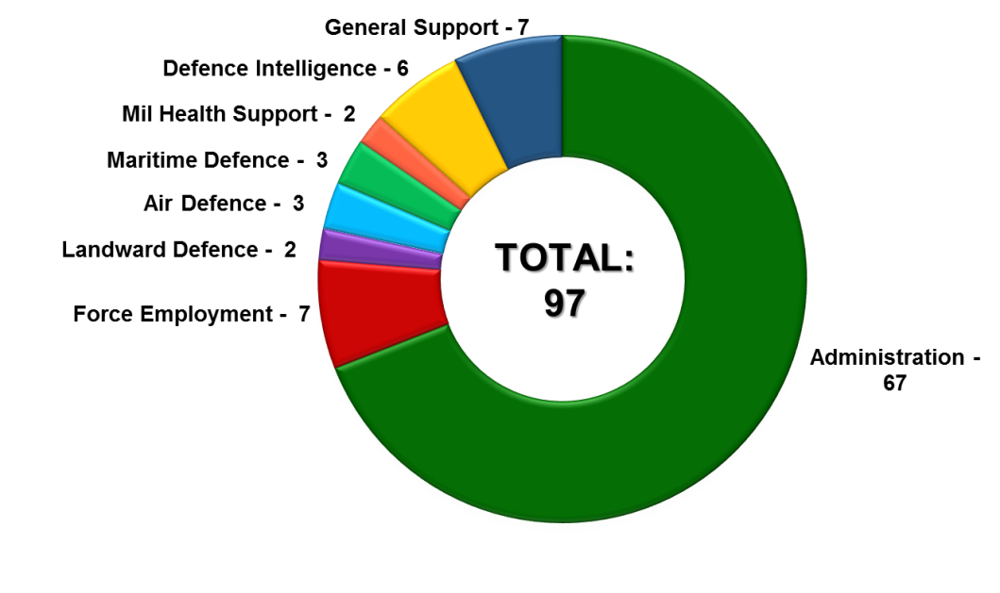 General Support - 7
Defence Intelligence - 6
Mil Health Support -  2
Maritime Defence -  3
Air Defence -  3
Landward Defence -  2
Force Employment -  7
TOTAL:
97
Administration -
67